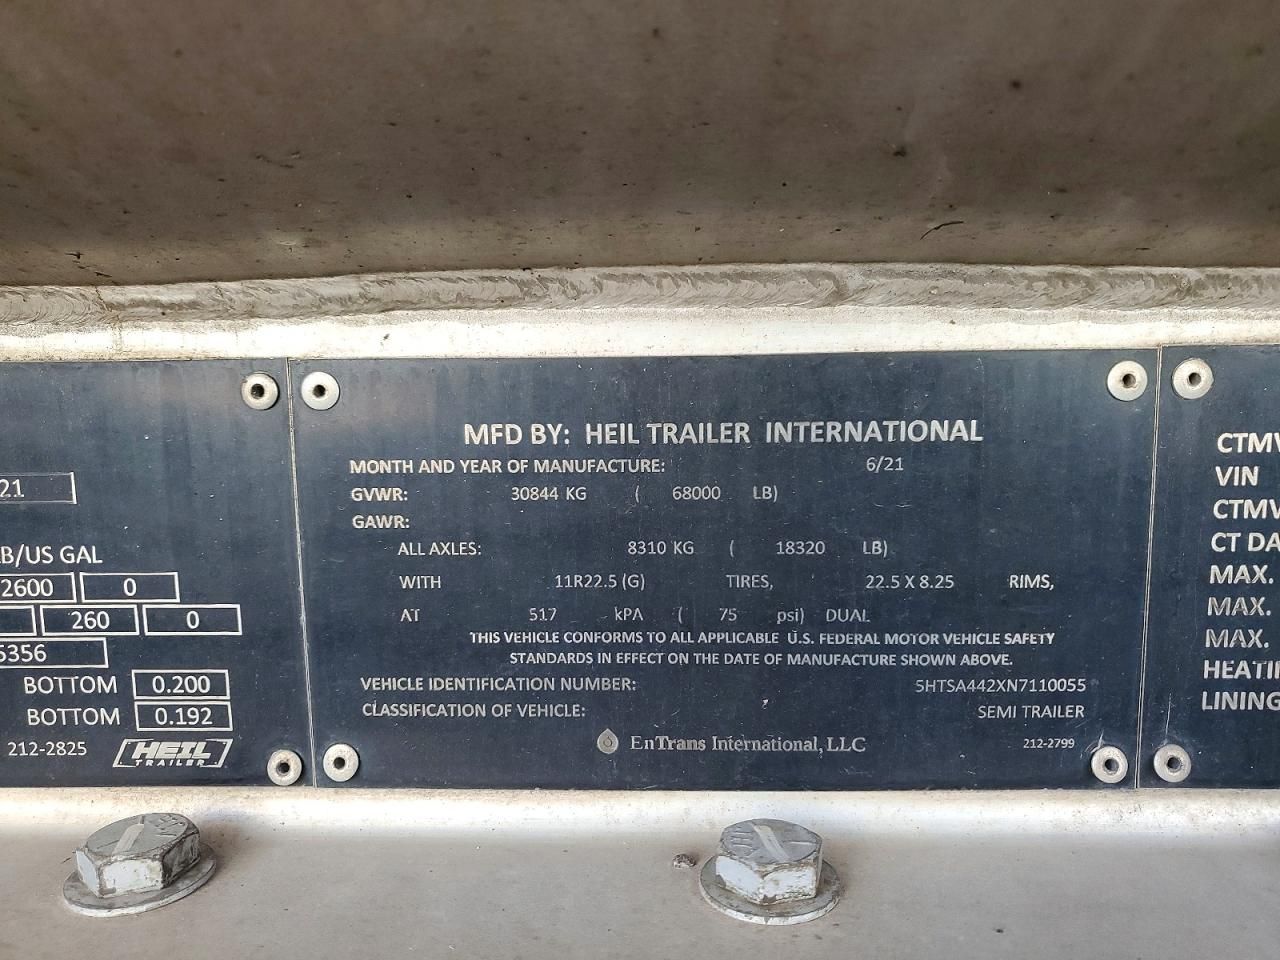 21
B/US GAL
2600 0
260 0
5356
BOTTOM 0.200
BOTTOM 0.192
212-2825 HEIL TRAILER
MFD BY: HEIL TRAILER INTERNATIONAL
MONTH AND YEAR OF MANUFACTURE: 6/21
GVWR: 30844 KG ( 68000 LB)
GAWR:
ALL AXLES: 8310 KG ( 18320 LB)
WITH 11R22.5 (G) TIRES, 22.5 X 8.25 RIMS,
AT 517 kPA ( 75 psi) DUAL
THIS VEHICLE CONFORMS TO ALL APPLICABLE U.S. FEDERAL MOTOR VEHICLE SAFETY
STANDARDS IN EFFECT ON THE DATE OF MANUFACTURE SHOWN ABOVE.
VEHICLE IDENTIFICATION NUMBER: 5HTSA442XN7110055
CLASSIFICATION OF VEHICLE: SEMI TRAILER
EnTrans International, LLC 212-2799
CTMV
VIN
CTMV
CT DA
MAX.
MAX.
MAX.
HEATIN
LINING